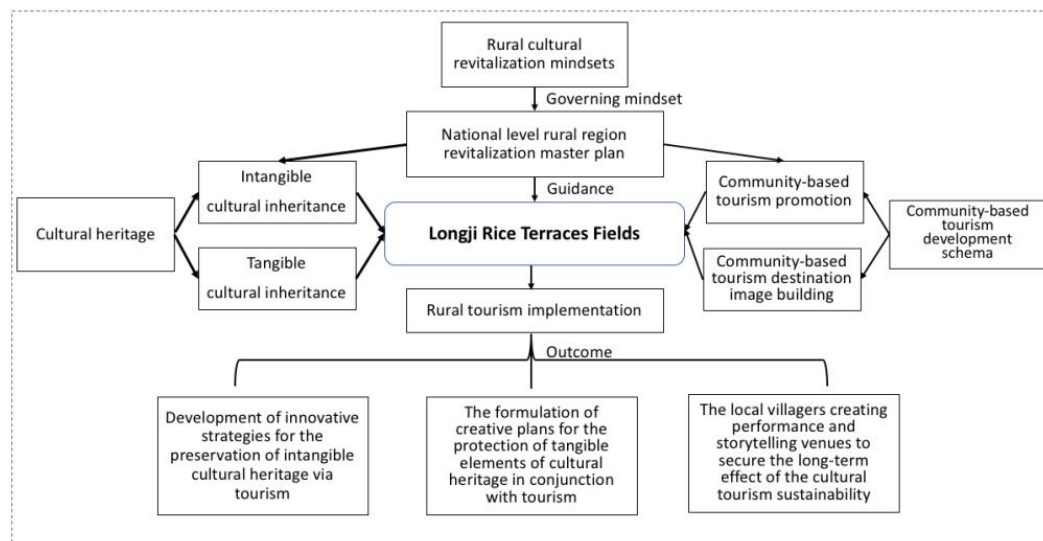 Rural cultural
revitalization mindsets
Governing mindset
National level rural region
revitalization master plan
Intangible
cultural inheritance
Guidance
Community-based
tourism promotion
Cultural heritage
Longji Rice Terraces Fields
Community-based
tourism
development
schema
Tangible
cultural inheritance
Community-based
tourism destination
image building
Rural tourism implementation
Outcome
Development of innovative
strategies for the
preservation of intangible
cultural heritage via
tourism
The formulation of
creative plans for the
protection of tangible
elements of cultural
heritage in conjunction
with tourism
The local villagers creating
performance and
storytelling venues to
secure the long-term
effect of the cultural
tourism sustainability